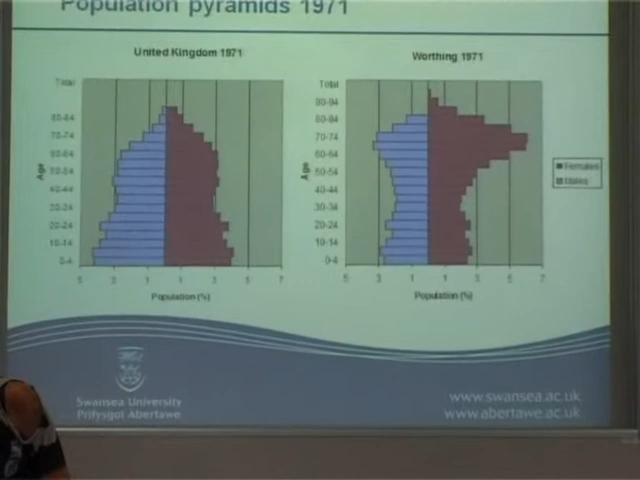 Population pyramids 1971
United Kingdom 1971
Worthing 1971
Total
80-84
70-74
60-64
50-54
40-44
30-34
20-24
10-14
0-4
Age
5 3 1 1 3 5 7
Population (%)
Total
90-94
80-84
70-74
60-64
50-54
40-44
30-34
20-24
10-14
0-4
Age
5 3 1 1 3 5 7
Population (%)
Females
Males
Swansea University
Prifysgol Abertawe
www.swansea.ac.uk
www.abertawe.ac.uk